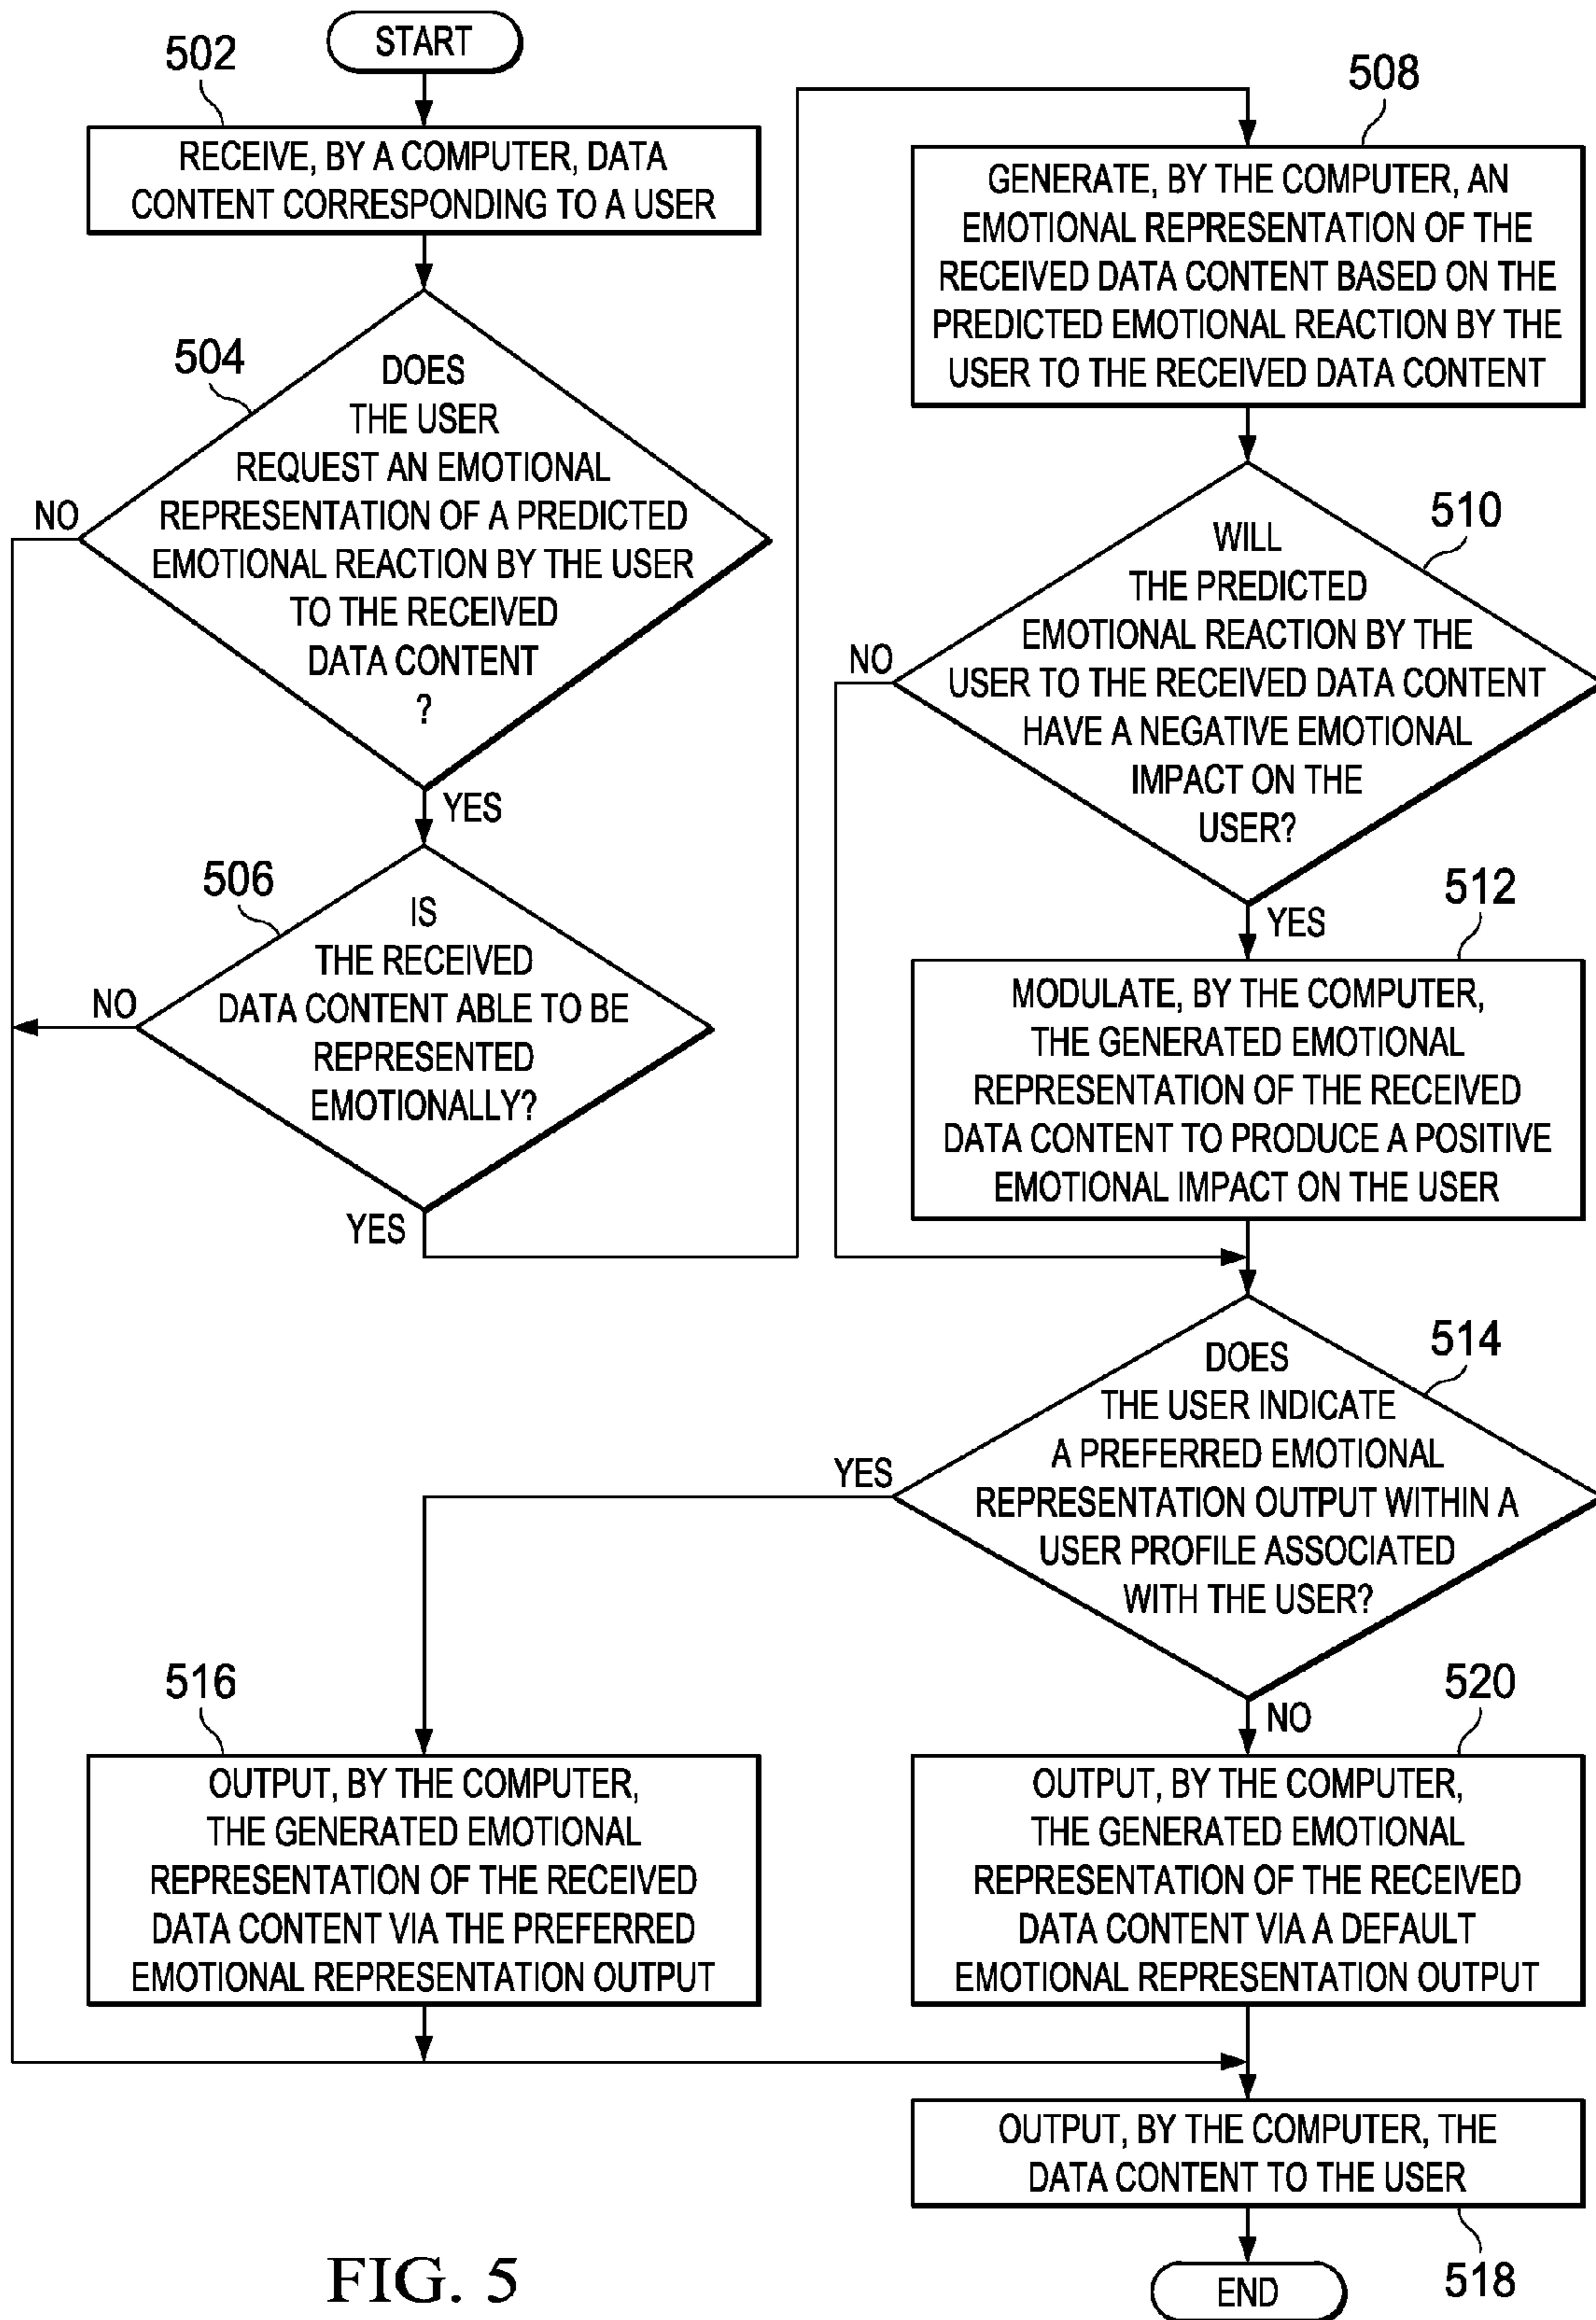 START
502
RECEIVE, BY A COMPUTER, DATA
CONTENT CORRESPONDING TO A USER
504
DOES
THE USER
REQUEST AN EMOTIONAL
REPRESENTATION OF A PREDICTED
EMOTIONAL REACTION BY THE USER
TO THE RECEIVED
DATA CONTENT
?
NO
YES
506
IS
THE RECEIVED
DATA CONTENT ABLE TO BE
REPRESENTED
EMOTIONALLY?
NO
YES
508
GENERATE, BY THE COMPUTER, AN
EMOTIONAL REPRESENTATION OF THE
RECEIVED DATA CONTENT BASED ON THE
PREDICTED EMOTIONAL REACTION BY THE
USER TO THE RECEIVED DATA CONTENT
510
WILL
THE PREDICTED
EMOTIONAL REACTION BY THE
USER TO THE RECEIVED DATA CONTENT
HAVE A NEGATIVE EMOTIONAL
IMPACT ON THE
USER?
NO
YES
512
MODULATE, BY THE COMPUTER,
THE GENERATED EMOTIONAL
REPRESENTATION OF THE RECEIVED
DATA CONTENT TO PRODUCE A POSITIVE
EMOTIONAL IMPACT ON THE USER
514
DOES
THE USER INDICATE
A PREFERRED EMOTIONAL
REPRESENTATION OUTPUT WITHIN A
USER PROFILE ASSOCIATED
WITH THE USER?
YES
NO
516
OUTPUT, BY THE COMPUTER,
THE GENERATED EMOTIONAL
REPRESENTATION OF THE RECEIVED
DATA CONTENT VIA THE PREFERRED
EMOTIONAL REPRESENTATION OUTPUT
520
OUTPUT, BY THE COMPUTER,
THE GENERATED EMOTIONAL
REPRESENTATION OF THE RECEIVED
DATA CONTENT VIA A DEFAULT
EMOTIONAL REPRESENTATION OUTPUT
OUTPUT, BY THE COMPUTER, THE
DATA CONTENT TO THE USER
518
END
FIG. 5